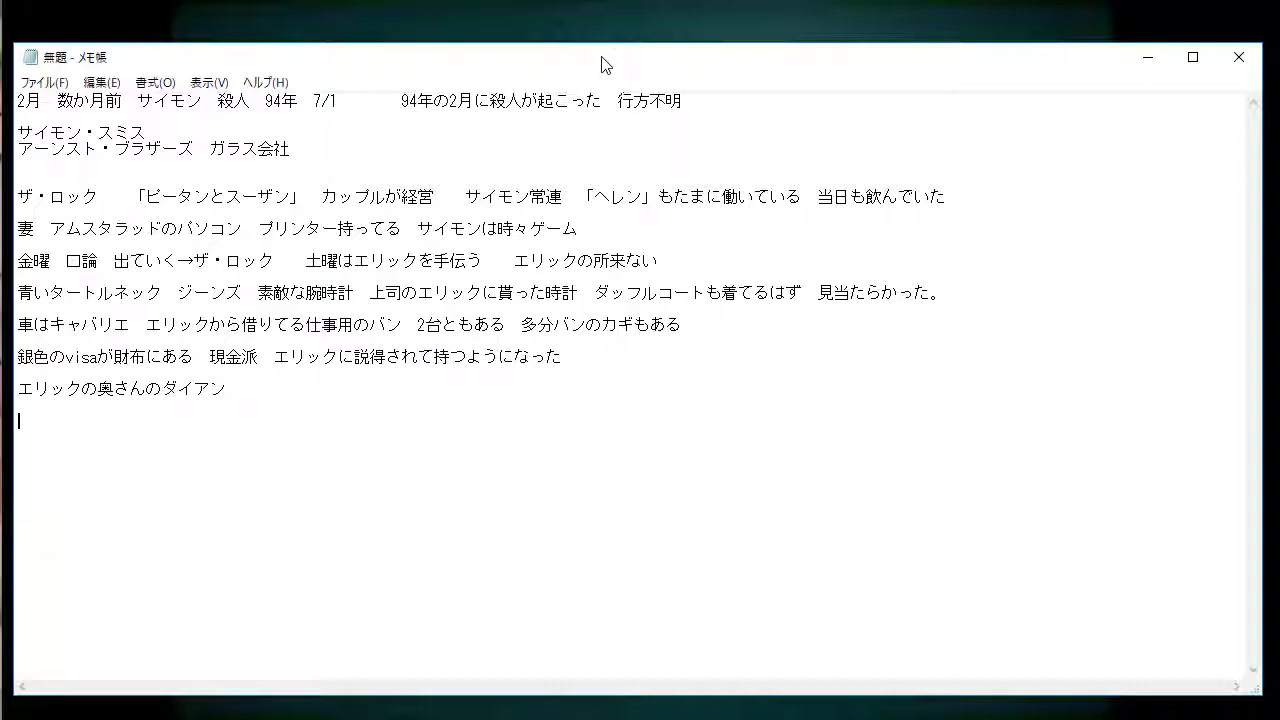 無題 - メモ帳
ファイル(F) 編集(E) 書式(O) 表示(V) ヘルプ(H)
2月　数か月前　サイモン　殺人　94年　7/1　　　　94年の2月に殺人が起こった　行方不明
サイモン・スミス
アーンスト・ブラザーズ　ガラス会社
ザ・ロック　　「ピータンとスーザン」　カップルが経営　　サイモン常連　「ヘレン」もたまに働いている　当日も飲んでいた
妻　アムスタラッドのパソコン　プリンター持ってる　サイモンは時々ゲーム
金曜　口論　出ていく→ザ・ロック　　土曜はエリックを手伝う　　エリックの所来ない
青いタートルネック　ジーンズ　素敵な腕時計　上司のエリックに貰った時計　ダッフルコートも着てるはず　見当たらかった。
車はキャバリエ　エリックから借りてる仕事用のバン　2台ともある　多分バンのカギもある
銀色のvisaが財布にある　現金派　エリックに説得されて持つようになった
エリックの奥さんのダイアン